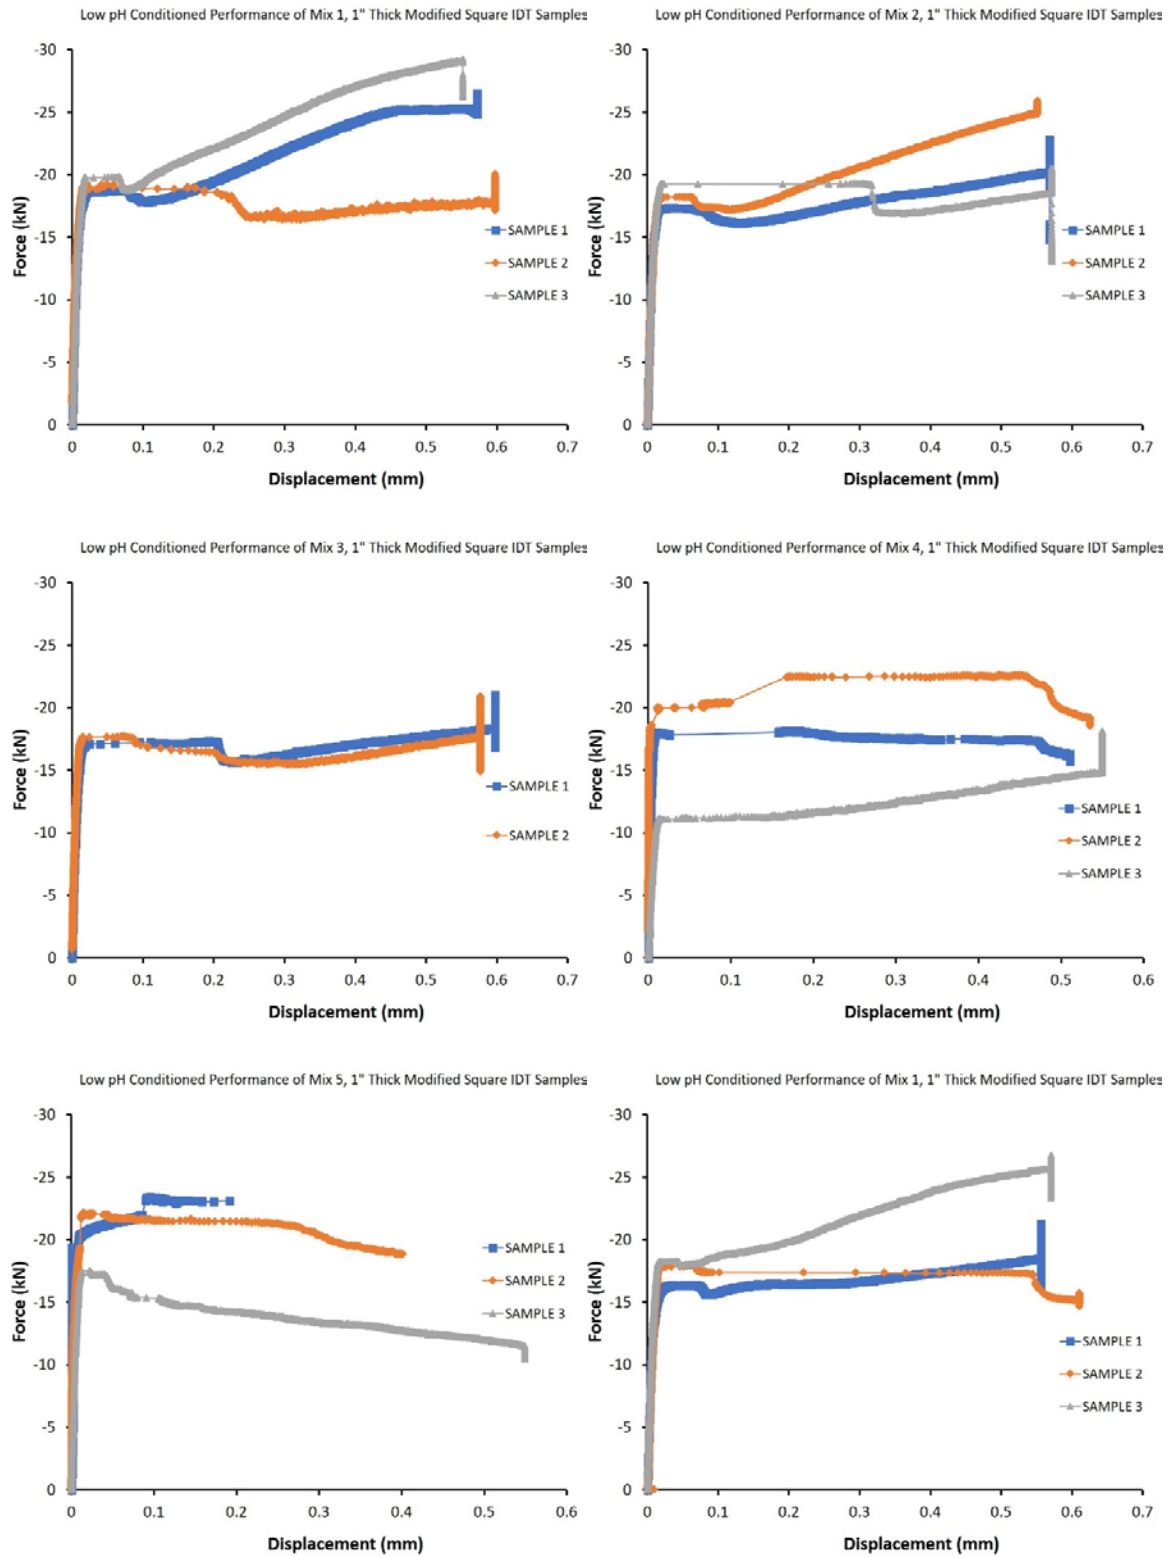 Low pH Conditioned Performance of Mix 1, 1" Thick Modified Square IDT Samples
-30
-25
-20
-15
-10
-5
0
Force (kN)
SAMPLE 1
SAMPLE 2
SAMPLE 3
0 0.1 0.2 0.3 0.4 0.5 0.6 0.7
Displacement (mm)
Low pH Conditioned Performance of Mix 2, 1" Thick Modified Square IDT Samples
-30
-25
-20
-15
-10
-5
0
Force (kN)
SAMPLE 1
SAMPLE 2
SAMPLE 3
0 0.1 0.2 0.3 0.4 0.5 0.6 0.7
Displacement (mm)
Low pH Conditioned Performance of Mix 3, 1" Thick Modified Square IDT Samples
-30
-25
-20
-15
-10
-5
0
Force (kN)
SAMPLE 1
SAMPLE 2
0 0.1 0.2 0.3 0.4 0.5 0.6 0.7
Displacement (mm)
Low pH Conditioned Performance of Mix 4, 1" Thick Modified Square IDT Samples
-30
-25
-20
-15
-10
-5
0
Force (kN)
SAMPLE 1
SAMPLE 2
SAMPLE 3
0 0.1 0.2 0.3 0.4 0.5 0.6
Displacement (mm)
Low pH Conditioned Performance of Mix 5, 1" Thick Modified Square IDT Samples
-30
-25
-20
-15
-10
-5
0
Force (kN)
SAMPLE 1
SAMPLE 2
SAMPLE 3
0 0.1 0.2 0.3 0.4 0.5 0.6
Displacement (mm)
Low pH Conditioned Performance of Mix 1, 1" Thick Modified Square IDT Samples
-30
-25
-20
-15
-10
-5
0
Force (kN)
SAMPLE 1
SAMPLE 2
SAMPLE 3
0 0.1 0.2 0.3 0.4 0.5 0.6 0.7
Displacement (mm)